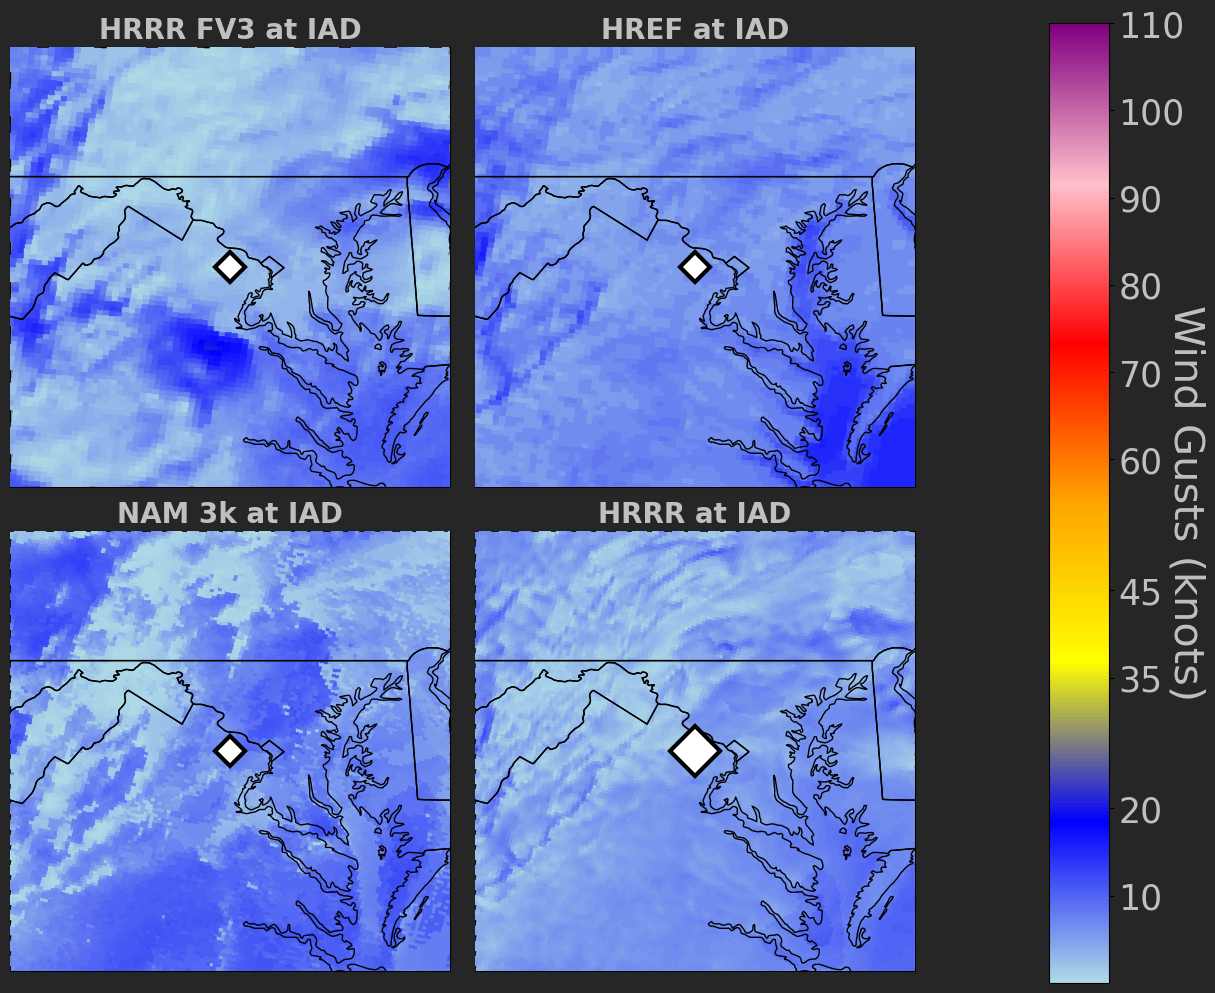 HRRR FV3 at IAD
HREF at IAD
NAM 3k at IAD
HRRR at IAD
110
100
90
80
70
60
45
35
20
10
Wind Gusts (knots)